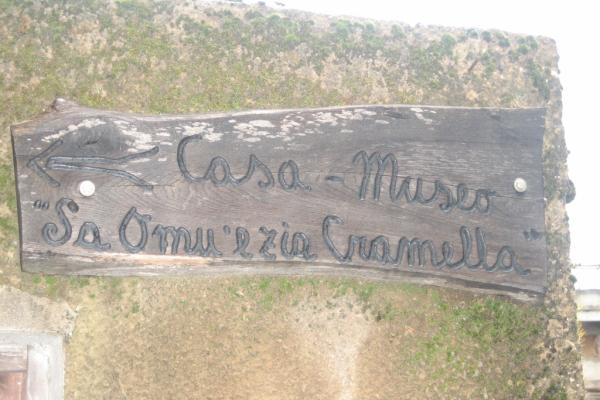 Casa - Museo
"Sa Omu 'e zia Cramella"